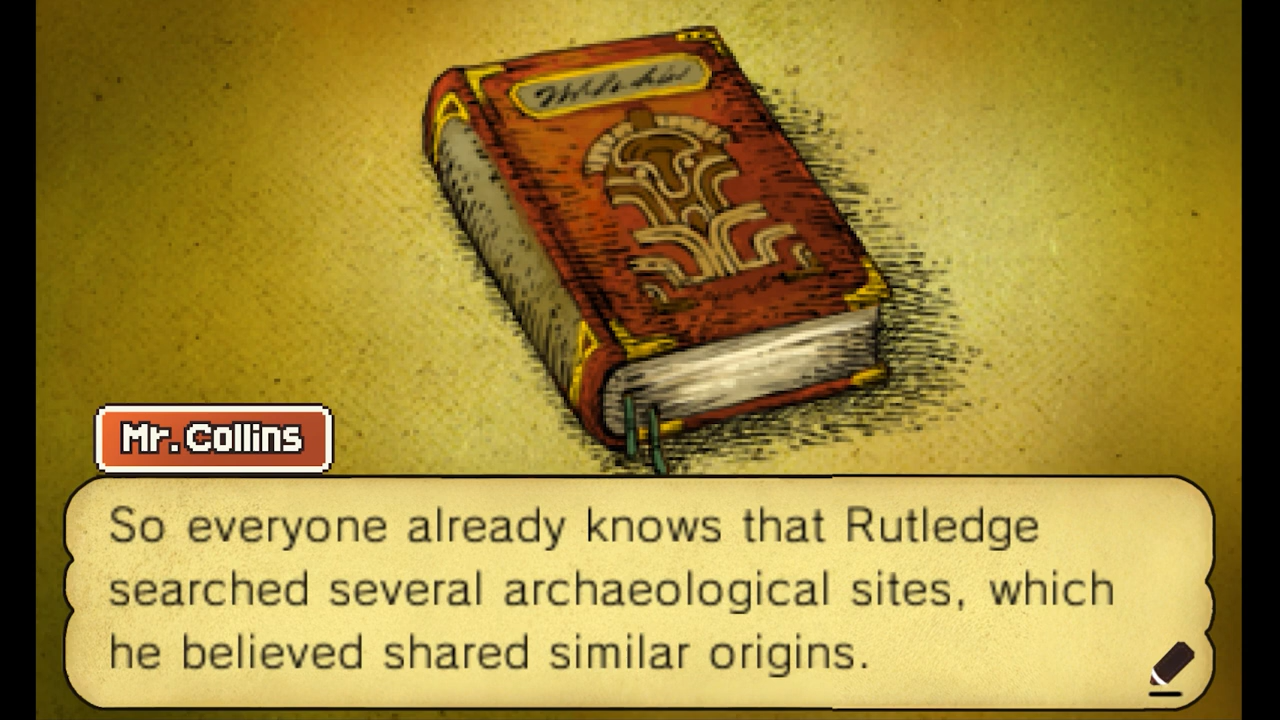 Mr. Collins
So everyone already knows that Rutledge
searched several archaeological sites, which
he believed shared similar origins.